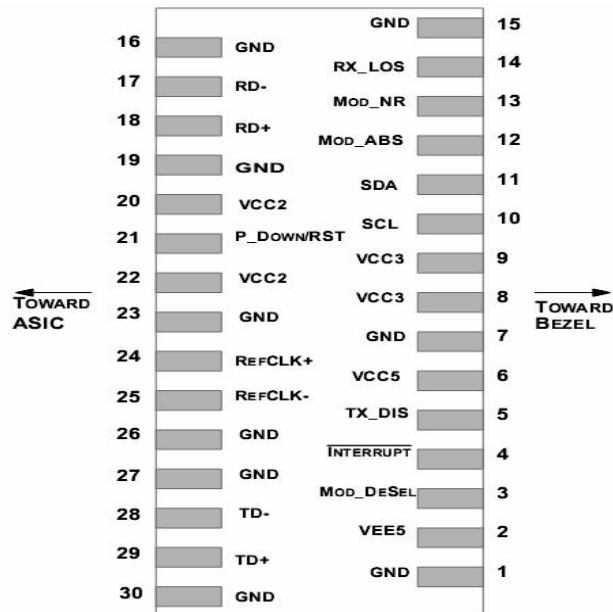 GND 15
16 GND
RX_LOS 14
17 RD-
MOD_NR 13
18 RD+
MOD_ABS 12
19 GND
SDA 11
20 VCC2
SCL 10
21 P_DOWN/RST
VCC3 9
22 VCC2
VCC3 8
TOWARD ASIC
TOWARD BEZEL
23 GND
GND 7
24 REFCLK+
VCC5 6
25 REFCLK-
TX_DIS 5
26 GND
INTERRUPT 4
27 GND
MOD_DESEL 3
28 TD-
VEE5 2
29 TD+
GND 1
30 GND